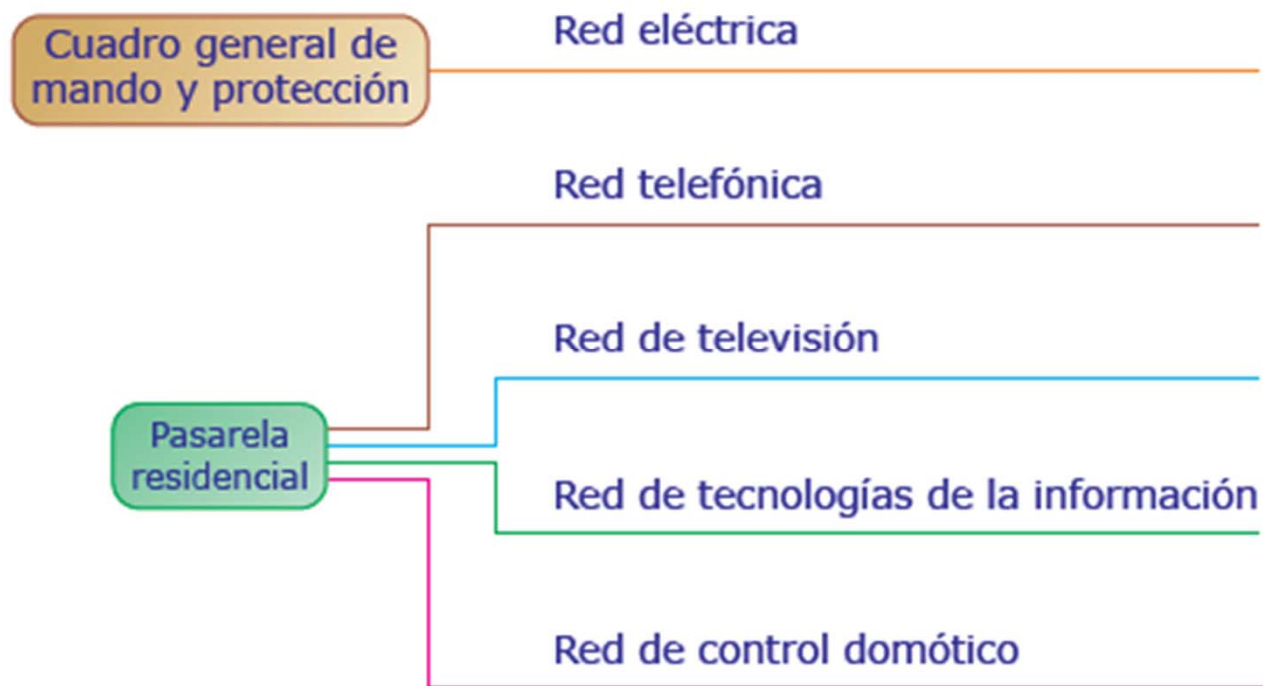 Cuadro general de
mando y protección
Red eléctrica
Red telefónica
Red de televisión
Pasarela
residencial
Red de tecnologías de la información
Red de control domótico